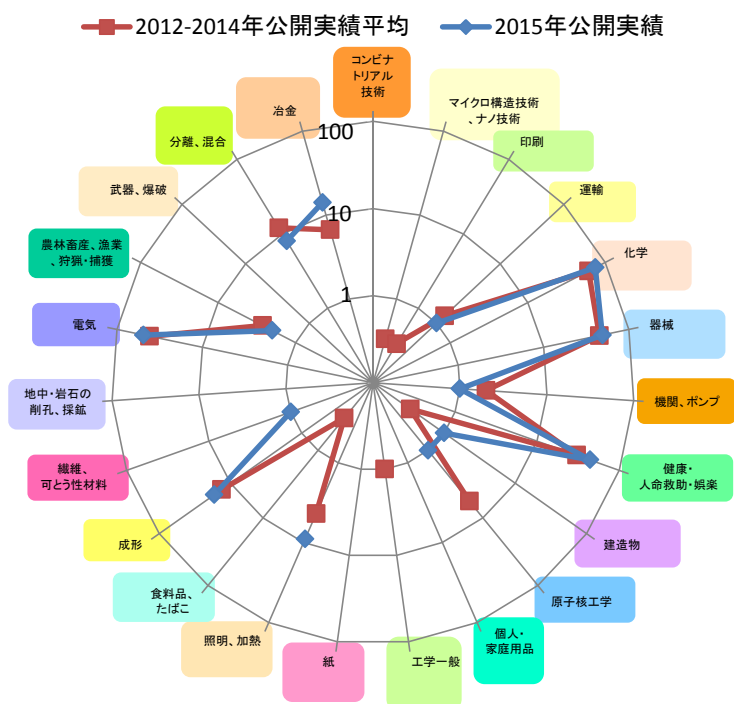 2012-2014年公開実績平均
2015年公開実績
コンビナ
トリアル
技術
マイクロ構造技術
、ナノ技術
印刷
運輸
化学
器械
機関、ポンプ
健康・
人命救助・娯楽
建造物
原子核工学
個人・
家庭用品
工学一般
紙
照明、加熱
食料品、
たばこ
成形
繊維、
可とう性材料
地中・岩石の
削孔、採鉱
電気
農林畜産、漁業
、狩猟・捕獲
武器、爆破
分離、混合
冶金
100
10
1